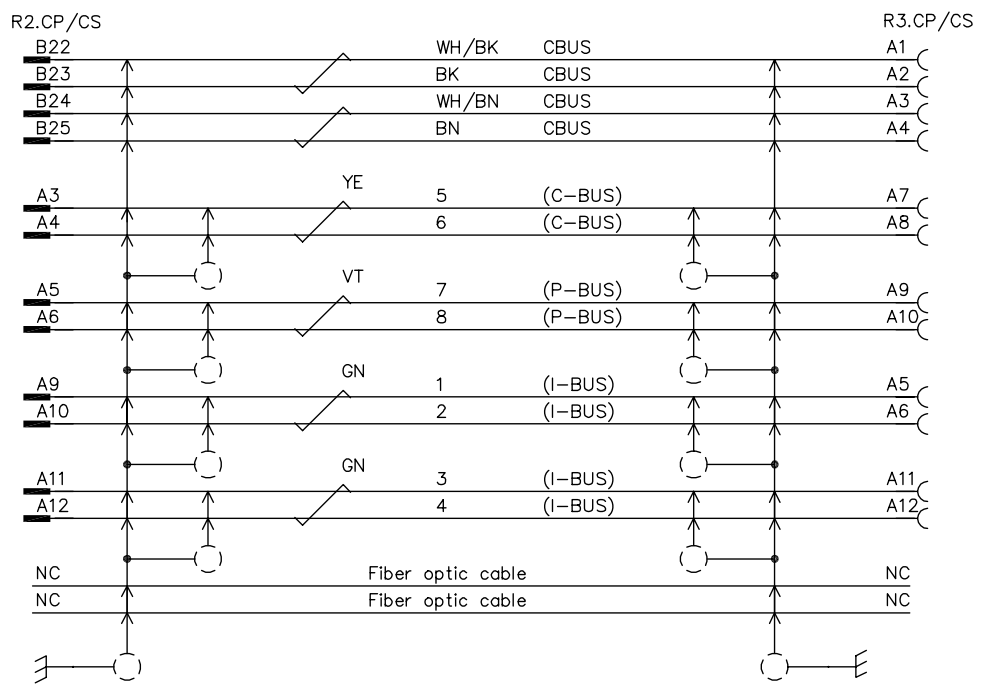 R2.CP/CS R3.CP/CS
B22 WH/BK CBUS A1
B23 BK CBUS A2
B24 WH/BN CBUS A3
B25 BN CBUS A4
YE
A3 5 (C-BUS) A7
A4 6 (C-BUS) A8
VT
A5 7 (P-BUS) A9
A6 8 (P-BUS) A10
GN
A9 1 (I-BUS) A5
A10 2 (I-BUS) A6
GN
A11 3 (I-BUS) A11
A12 4 (I-BUS) A12
NC Fiber optic cable NC
NC Fiber optic cable NC